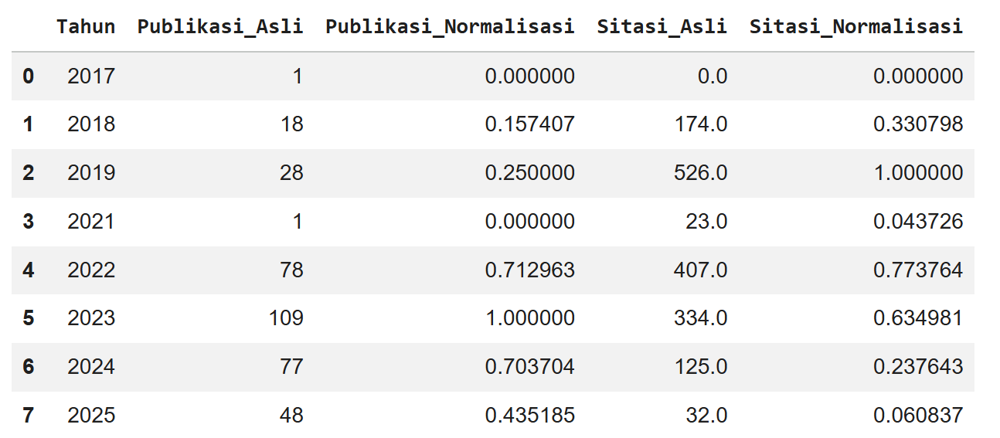 Tahun Publikasi_Asli Publikasi_Normalisasi Sitasi_Asli Sitasi_Normalisasi
0 2017 1 0.000000 0.0 0.000000
1 2018 18 0.157407 174.0 0.330798
2 2019 28 0.250000 526.0 1.000000
3 2021 1 0.000000 23.0 0.043726
4 2022 78 0.712963 407.0 0.773764
5 2023 109 1.000000 334.0 0.634981
6 2024 77 0.703704 125.0 0.237643
7 2025 48 0.435185 32.0 0.060837